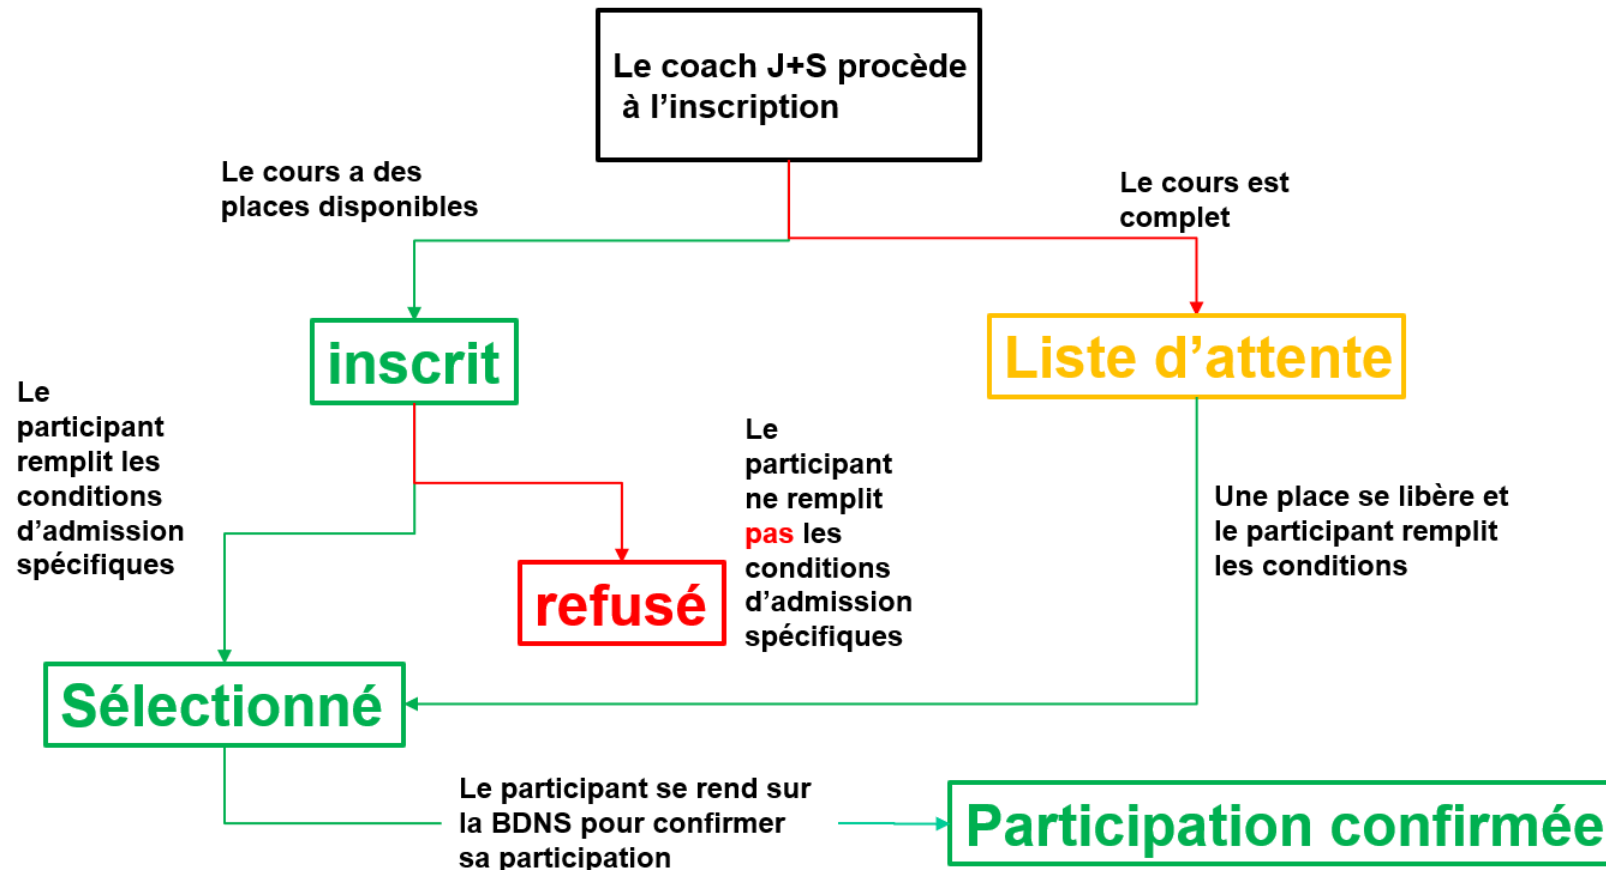 Le coach J+S procède
à l'inscription
Le cours a des
places disponibles
Le cours est
complet
inscrit
Liste d'attente
Le
participant
remplit les
conditions
d'admission
spécifiques
Le
participant
ne remplit
pas les
conditions
d'admission
spécifiques
Une place se libère et
le participant remplit
les conditions
refusé
Sélectionné
Le participant se rend sur
la BDNS pour confirmer
sa participation
Participation confirmée